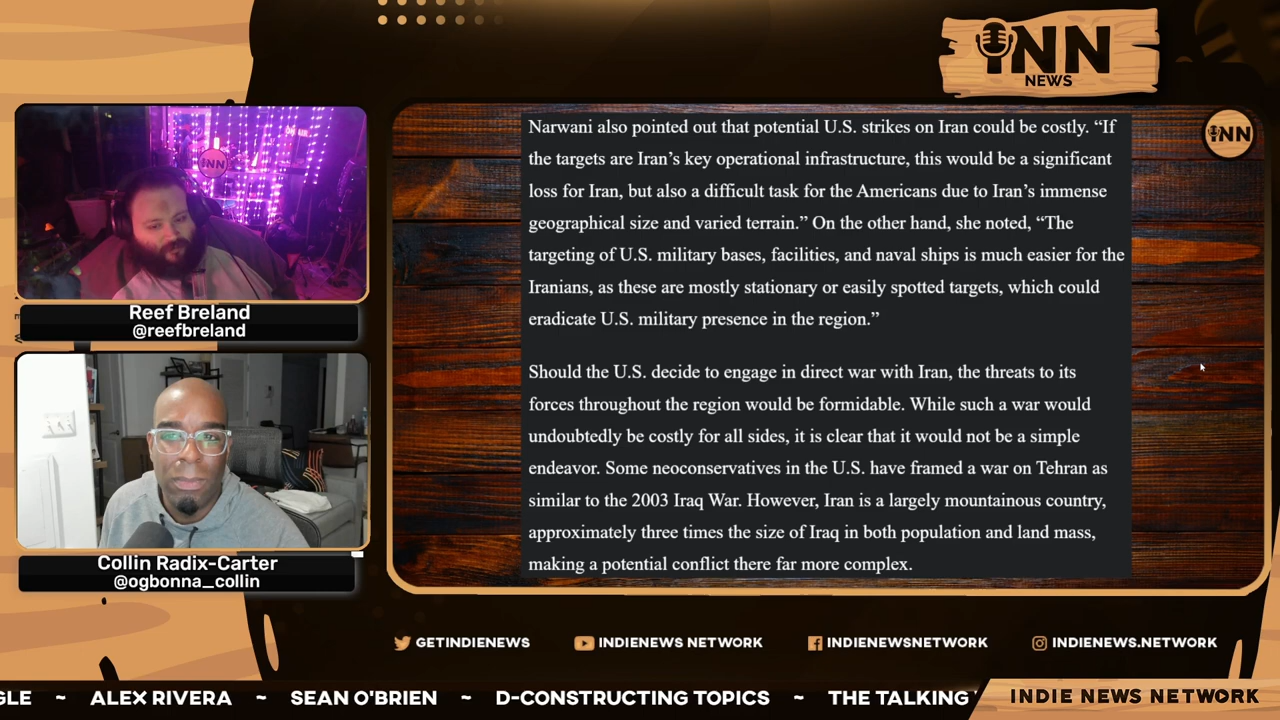 INN
NEWS
INN
INN
Reef Breland
@reefbreland
Collin Radix-Carter
@ogbonna_collin
Narwani also pointed out that potential U.S. strikes on Iran could be costly. “If
the targets are Iran’s key operational infrastructure, this would be a significant
loss for Iran, but also a difficult task for the Americans due to Iran’s immense
geographical size and varied terrain.” On the other hand, she noted, “The
targeting of U.S. military bases, facilities, and naval ships is much easier for the
Iranians, as these are mostly stationary or easily spotted targets, which could
eradicate U.S. military presence in the region.”
Should the U.S. decide to engage in direct war with Iran, the threats to its
forces throughout the region would be formidable. While such a war would
undoubtedly be costly for all sides, it is clear that it would not be a simple
endeavor. Some neoconservatives in the U.S. have framed a war on Tehran as
similar to the 2003 Iraq War. However, Iran is a largely mountainous country,
approximately three times the size of Iraq in both population and land mass,
making a potential conflict there far more complex.
GETINDIENEWS INDIENEWS NETWORK INDIENEWSNETWORK INDIENEWS.NETWORK
GLE ~ ALEX RIVERA ~ SEAN O'BRIEN ~ D-CONSTRUCTING TOPICS ~ THE TALKING
INDIE NEWS NETWORK